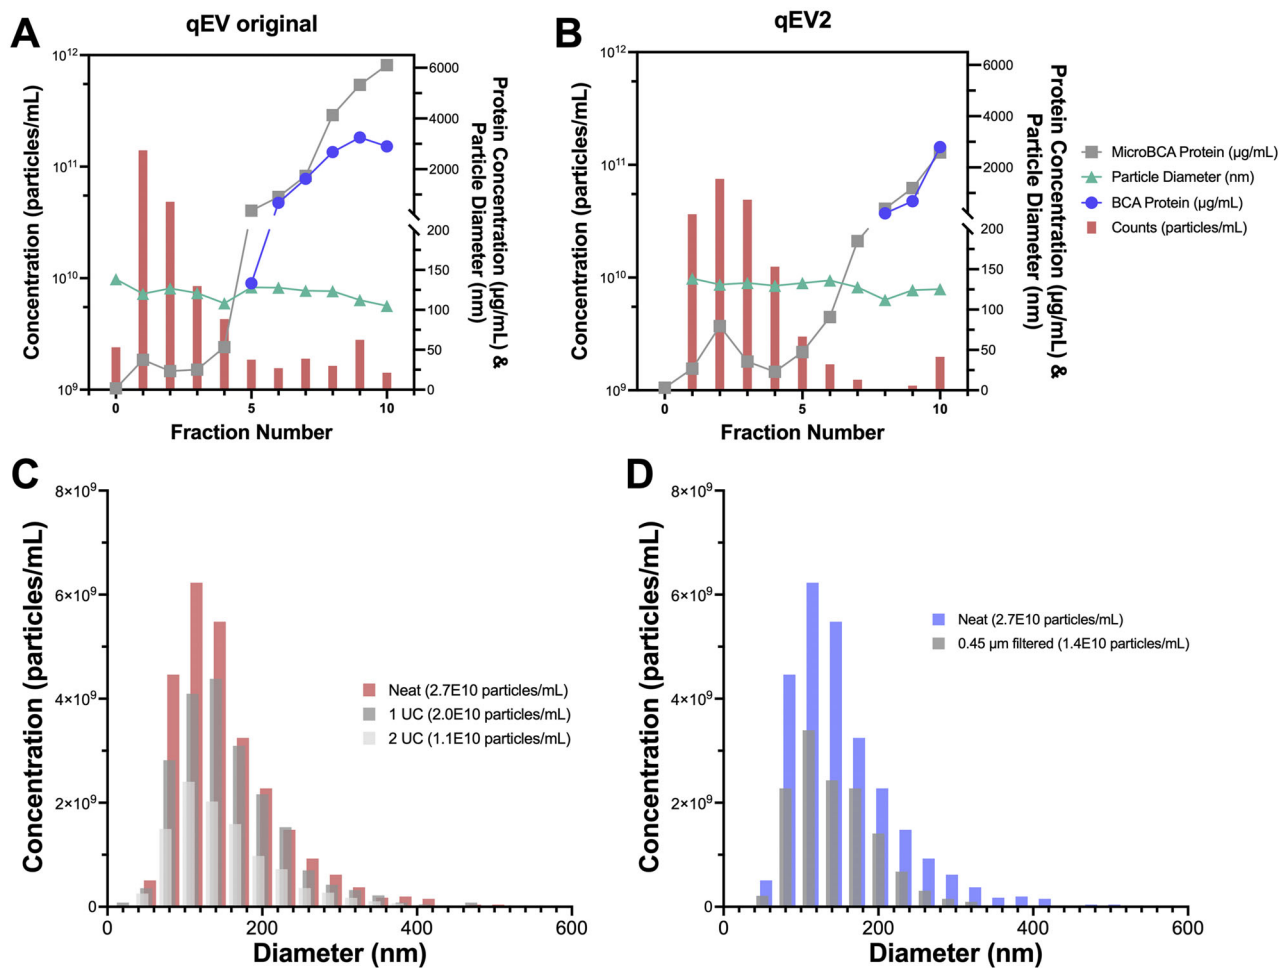 A
qEV original
Concentration (particles/mL)
10¹²
10¹¹
10¹⁰
10⁹
6000
4000
2000
200
150
100
50
0
Protein Concentration (µg/mL) &
Particle Diameter (nm)
0
5
10
Fraction Number
B
qEV2
Concentration (particles/mL)
10¹²
10¹¹
10¹⁰
10⁹
6000
4000
2000
200
150
100
50
0
Protein Concentration (µg/mL) &
Particle Diameter (nm)
0
5
10
Fraction Number
MicroBCA Protein (µg/mL)
Particle Diameter (nm)
BCA Protein (µg/mL)
Counts (particles/mL)
C
Concentration (particles/mL)
8×10⁹
6×10⁹
4×10⁹
2×10⁹
0
Neat (2.7E10 particles/mL)
1 UC (2.0E10 particles/mL)
2 UC (1.1E10 particles/mL)
0
200
400
600
Diameter (nm)
D
Concentration (particles/mL)
8×10⁹
6×10⁹
4×10⁹
2×10⁹
0
Neat (2.7E10 particles/mL)
0.45 µm filtered (1.4E10 particles/mL)
0
200
400
600
Diameter (nm)